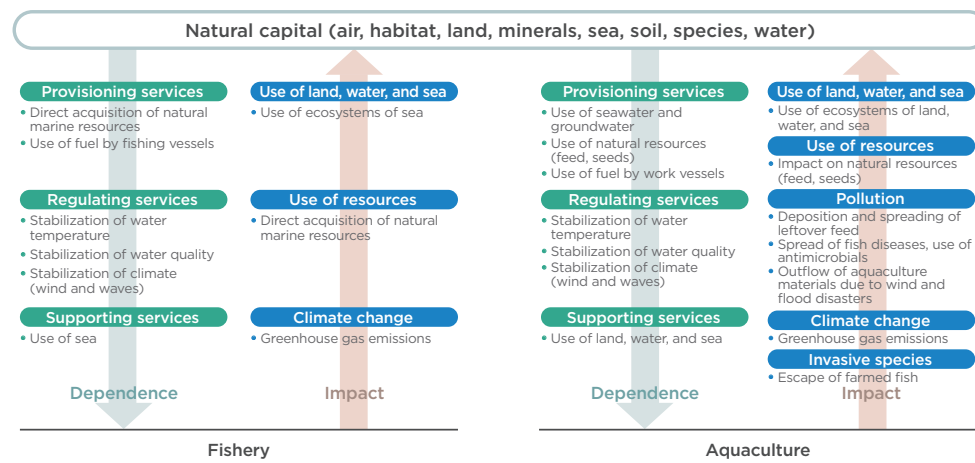 Natural capital (air, habitat, land, minerals, sea, soil, species, water)
Provisioning services
• Direct acquisition of natural
marine resources
• Use of fuel by fishing vessels
Regulating services
• Stabilization of water
temperature
• Stabilization of water quality
• Stabilization of climate
(wind and waves)
Supporting services
• Use of sea
Dependence
Use of land, water, and sea
• Use of ecosystems of sea
Use of resources
• Direct acquisition of natural
marine resources
Climate change
• Greenhouse gas emissions
Impact
Fishery
Provisioning services
• Use of seawater and
groundwater
• Use of natural resources
(feed, seeds)
• Use of fuel by work vessels
Regulating services
• Stabilization of water
temperature
• Stabilization of water quality
• Stabilization of climate
(wind and waves)
Supporting services
• Use of land, water, and sea
Dependence
Use of land, water, and sea
• Use of ecosystems of land,
water, and sea
Use of resources
• Impact on natural resources
(feed, seeds)
Pollution
• Deposition and spreading of
leftover feed
• Spread of fish diseases, use of
antimicrobials
• Outflow of aquaculture
materials due to wind and
flood disasters
Climate change
• Greenhouse gas emissions
Invasive species
• Escape of farmed fish
Impact
Aquaculture